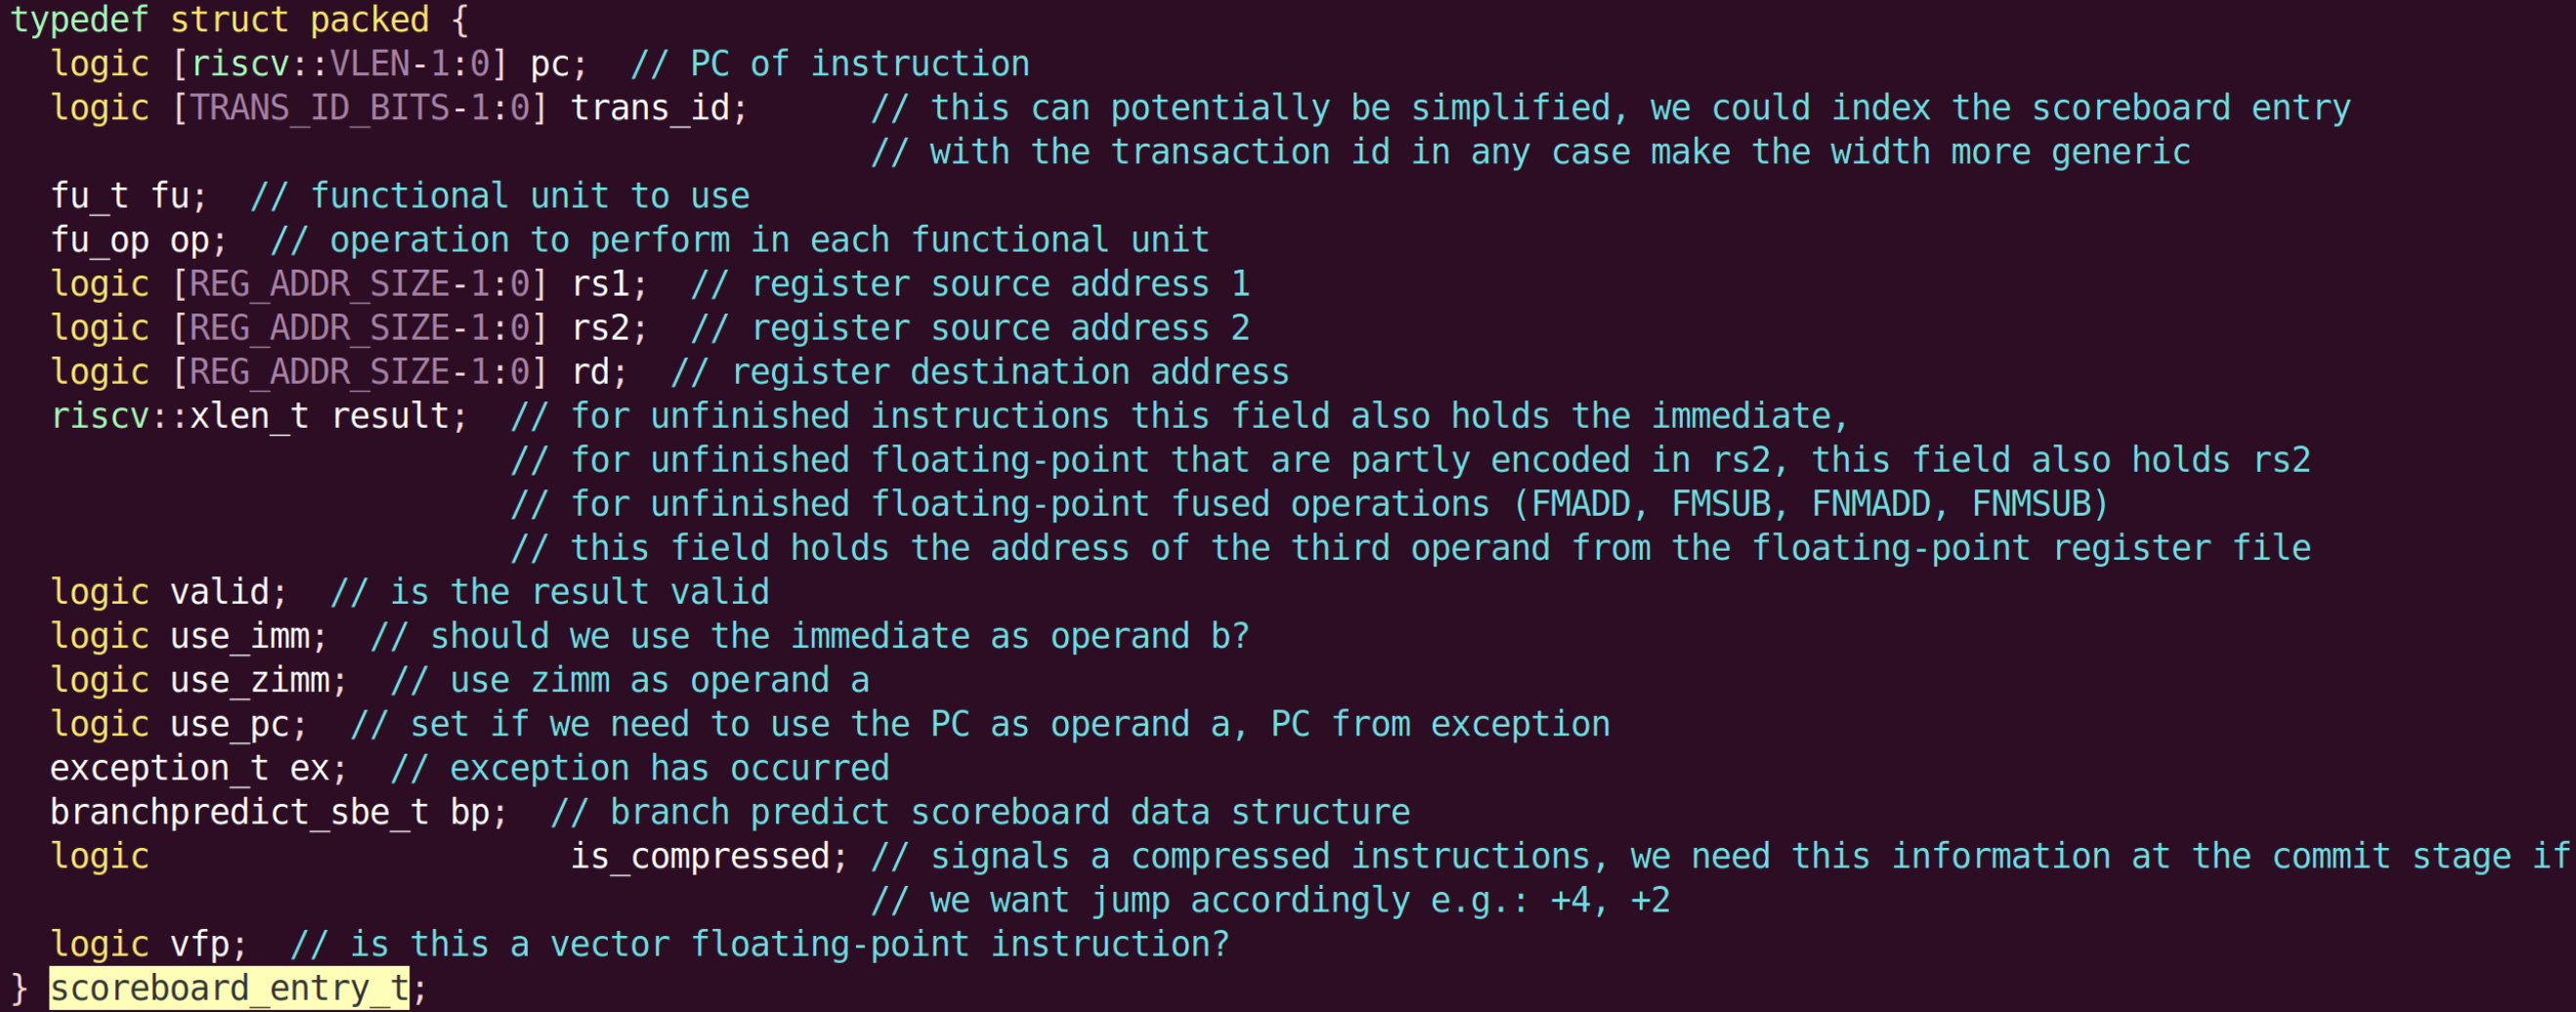 typedef struct packed {
  logic [riscv::VLEN-1:0] pc;  // PC of instruction
  logic [TRANS_ID_BITS-1:0] trans_id;      // this can potentially be simplified, we could index the scoreboard entry
                                           // with the transaction id in any case make the width more generic
  fu_t fu;  // functional unit to use
  fu_op op;  // operation to perform in each functional unit
  logic [REG_ADDR_SIZE-1:0] rs1;  // register source address 1
  logic [REG_ADDR_SIZE-1:0] rs2;  // register source address 2
  logic [REG_ADDR_SIZE-1:0] rd;  // register destination address
  riscv::xlen_t result;  // for unfinished instructions this field also holds the immediate,
                         // for unfinished floating-point that are partly encoded in rs2, this field also holds rs2
                         // for unfinished floating-point fused operations (FMADD, FMSUB, FNMADD, FNMSUB)
                         // this field holds the address of the third operand from the floating-point register file
  logic valid;  // is the result valid
  logic use_imm;  // should we use the immediate as operand b?
  logic use_zimm;  // use zimm as operand a
  logic use_pc;  // set if we need to use the PC as operand a, PC from exception
  exception_t ex;  // exception has occurred
  branchpredict_sbe_t bp;  // branch predict scoreboard data structure
  logic                     is_compressed; // signals a compressed instructions, we need this information at the commit stage if
                                           // we want jump accordingly e.g.: +4, +2
  logic vfp;  // is this a vector floating-point instruction?
} scoreboard_entry_t;